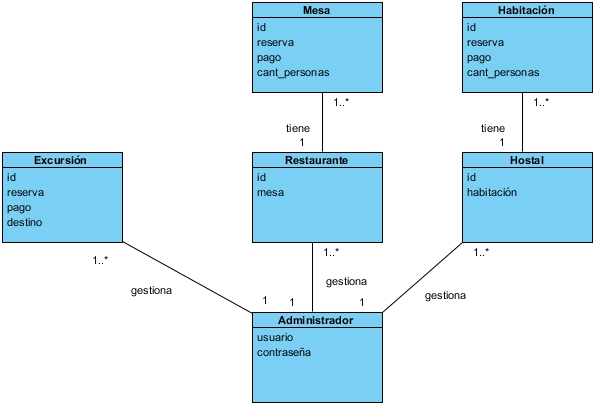 Mesa
id
reserva
pago
cant_personas
Habitación
id
reserva
pago
cant_personas
1..*
1..*
tiene
1
tiene
1
Excursión
id
reserva
pago
destino
Restaurante
id
mesa
Hostal
id
habitación
1..*
1..*
1..*
gestiona
gestiona
gestiona
1
1
1
Administrador
usuario
contraseña